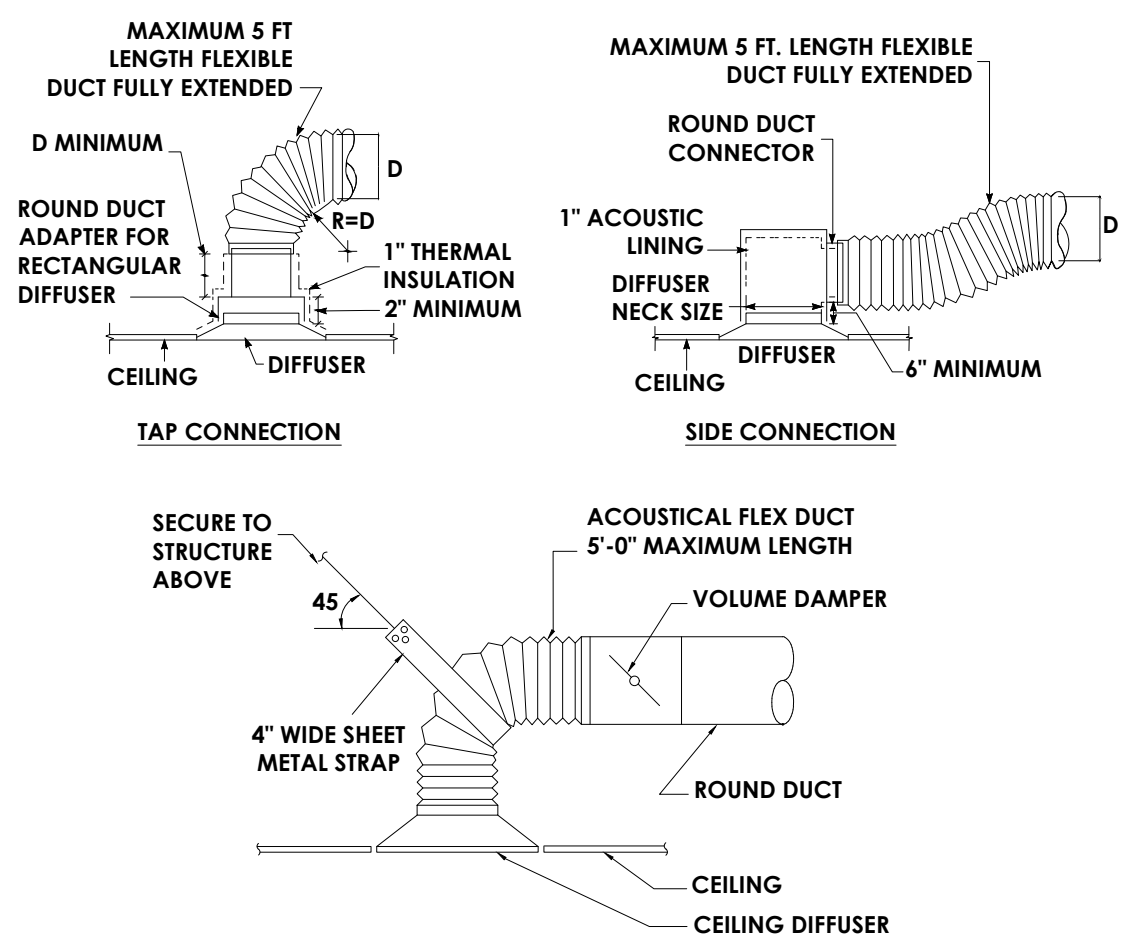 MAXIMUM 5 FT
LENGTH FLEXIBLE
DUCT FULLY EXTENDED
D MINIMUM
D
ROUND DUCT
ADAPTER FOR
RECTANGULAR
DIFFUSER
R=D
1" THERMAL
INSULATION
2" MINIMUM
DIFFUSER
CEILING
TAP CONNECTION
MAXIMUM 5 FT. LENGTH FLEXIBLE
DUCT FULLY EXTENDED
ROUND DUCT
CONNECTOR
1" ACOUSTIC
LINING
D
DIFFUSER
NECK SIZE
DIFFUSER
6" MINIMUM
CEILING
SIDE CONNECTION
SECURE TO
STRUCTURE
ABOVE
45
ACOUSTICAL FLEX DUCT
5'-0" MAXIMUM LENGTH
VOLUME DAMPER
4" WIDE SHEET
METAL STRAP
ROUND DUCT
CEILING
CEILING DIFFUSER